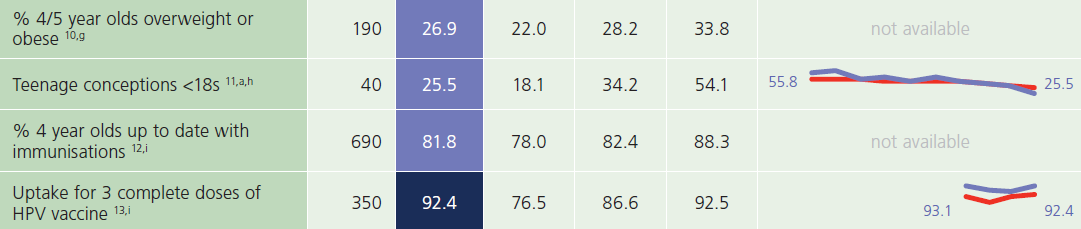 % 4/5 year olds overweight or
obese 10,g
190 26.9 22.0 28.2 33.8 not available
Teenage conceptions <18s 11,a,h
40 25.5 18.1 34.2 54.1 55.8 25.5
% 4 year olds up to date with
immunisations 12,i
690 81.8 78.0 82.4 88.3 not available
Uptake for 3 complete doses of
HPV vaccine 13,i
350 92.4 76.5 86.6 92.5 93.1 92.4